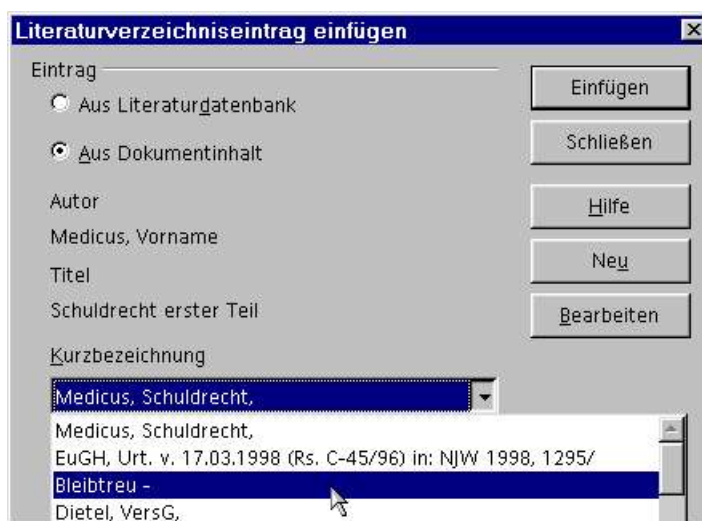 Literaturverzeichniseintrag einfügen
Eintrag
Aus Literaturdatenbank
Aus Dokumentinhalt
Autor
Medicus, Vorname
Titel
Schuldrecht erster Teil
Kurzbezeichnung
Medicus, Schuldrecht,
Medicus, Schuldrecht,
EuGH, Urt. v. 17.03.1998 (Rs. C-45/96) in: NJW 1998, 1295/
Bleibtreu -
Dietel, VersG,
Einfügen
Schließen
Hilfe
Neu
Bearbeiten